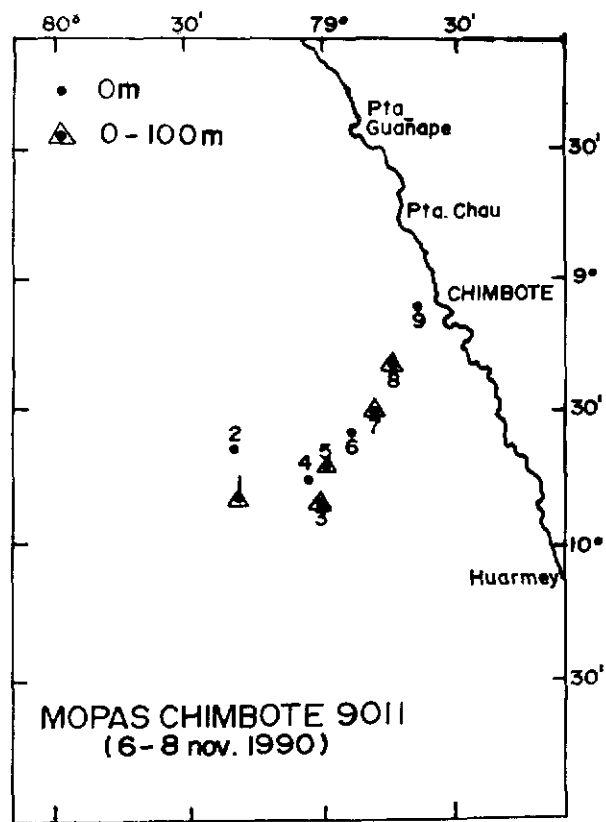 80° 30' 79° 30'
0m
0-100m
Pta Guañape
30'
Pta. Chau
9°
CHIMBOTE
9
8
30'
7
2
6
5
4
1
3
10°
Huarmey
30'
MOPAS CHIMBOTE 9011
(6-8 nov. 1990)